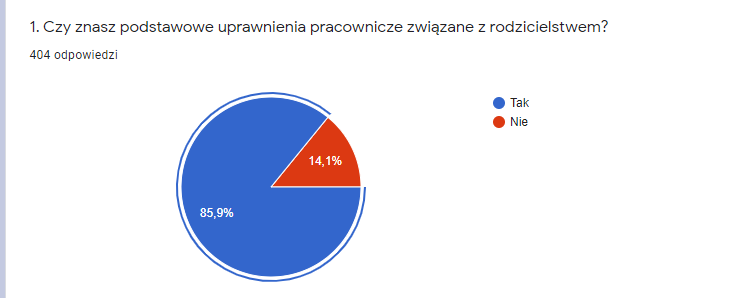 1. Czy znasz podstawowe uprawnienia pracownicze związane z rodzicielstwem?
404 odpowiedzi
Tak
Nie
14,1%
85,9%